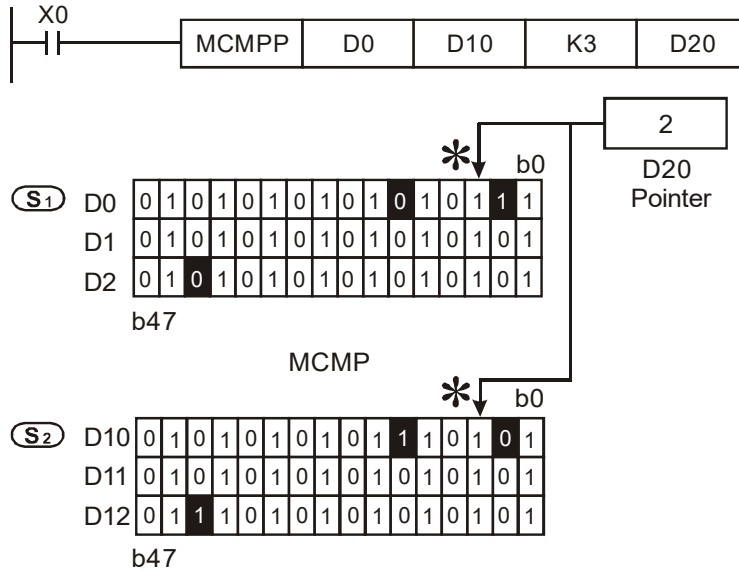 X0
MCMPP D0 D10 K3 D20
2
D20
Pointer
* b0
S1 D0 0 1 0 1 0 1 0 1 0 1 0 1 0 1 1 1
D1 0 1 0 1 0 1 0 1 0 1 0 1 0 1 0 1
D2 0 1 0 1 0 1 0 1 0 1 0 1 0 1 0 1
b47
MCMP
* b0
S2 D10 0 1 0 1 0 1 0 1 0 1 1 1 0 1 0 1
D11 0 1 0 1 0 1 0 1 0 1 0 1 0 1 0 1
D12 0 1 1 1 0 1 0 1 0 1 0 1 0 1 0 1
b47